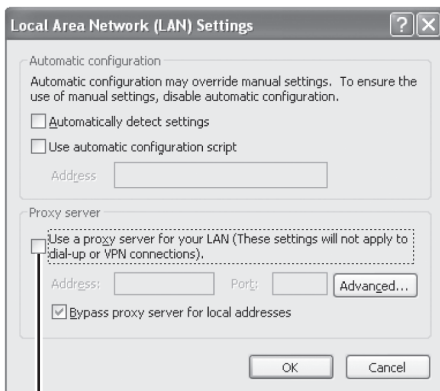 Local Area Network (LAN) Settings
Automatic configuration
Automatic configuration may override manual settings. To ensure the
use of manual settings, disable automatic configuration.
Automatically detect settings
Use automatic configuration script
Address
Proxy server
Use a proxy server for your LAN (These settings will not apply to
dial-up or VPN connections).
Address: Port: Advanced...
Bypass proxy server for local addresses
OK Cancel